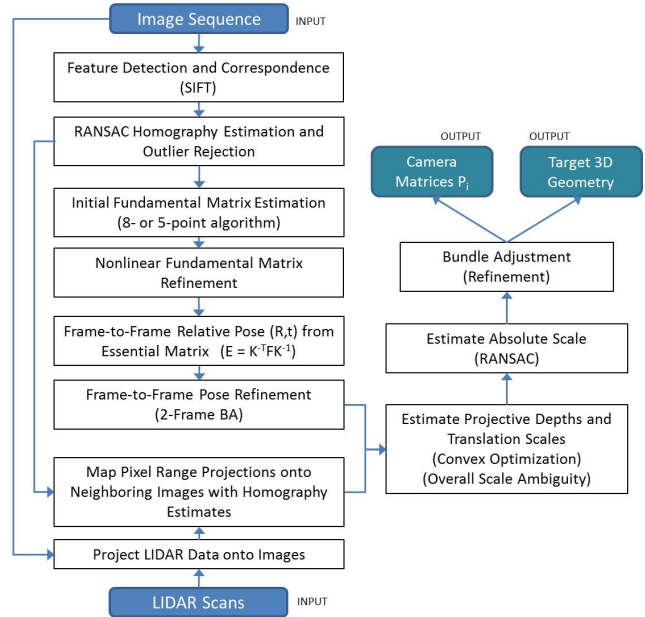 Image Sequence
INPUT
Feature Detection and Correspondence
(SIFT)
RANSAC Homography Estimation and
Outlier Rejection
Initial Fundamental Matrix Estimation
(8- or 5-point algorithm)
Nonlinear Fundamental Matrix
Refinement
Frame-to-Frame Relative Pose (R,t) from
Essential Matrix (E = K⁻ᵀFK⁻¹)
Frame-to-Frame Pose Refinement
(2-Frame BA)
Map Pixel Range Projections onto
Neighboring Images with Homography
Estimates
Project LIDAR Data onto Images
LIDAR Scans
INPUT
OUTPUT
OUTPUT
Camera
Matrices Pᵢ
Target 3D
Geometry
Bundle Adjustment
(Refinement)
Estimate Absolute Scale
(RANSAC)
Estimate Projective Depths and
Translation Scales
(Convex Optimization)
(Overall Scale Ambiguity)